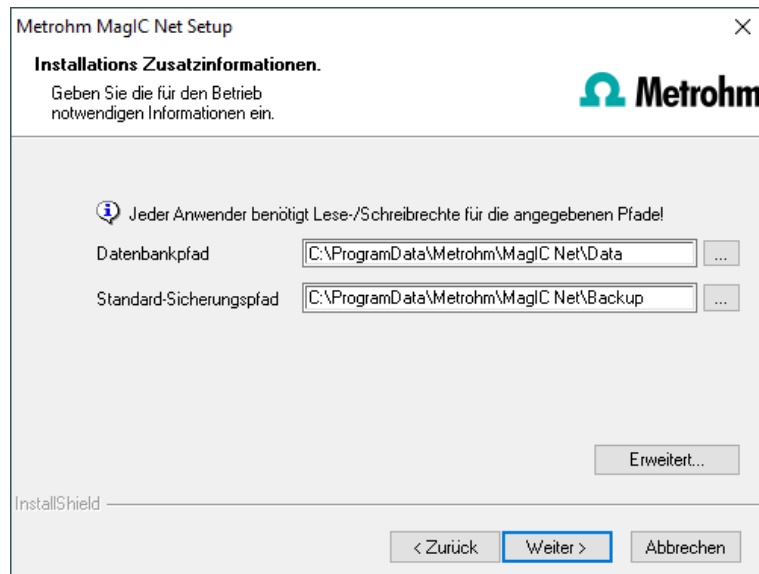 Metrohm MagIC Net Setup
Installations Zusatzinformationen.
Geben Sie die für den Betrieb
notwendigen Informationen ein.
Metrohm
Jeder Anwender benötigt Lese-/Schreibrechte für die angegebenen Pfade!
Datenbankpfad C:\ProgramData\Metrohm\MagIC Net\Data ...
Standard-Sicherungspfad C:\ProgramData\Metrohm\MagIC Net\Backup ...
Erweitert...
InstallShield
< Zurück Weiter > Abbrechen